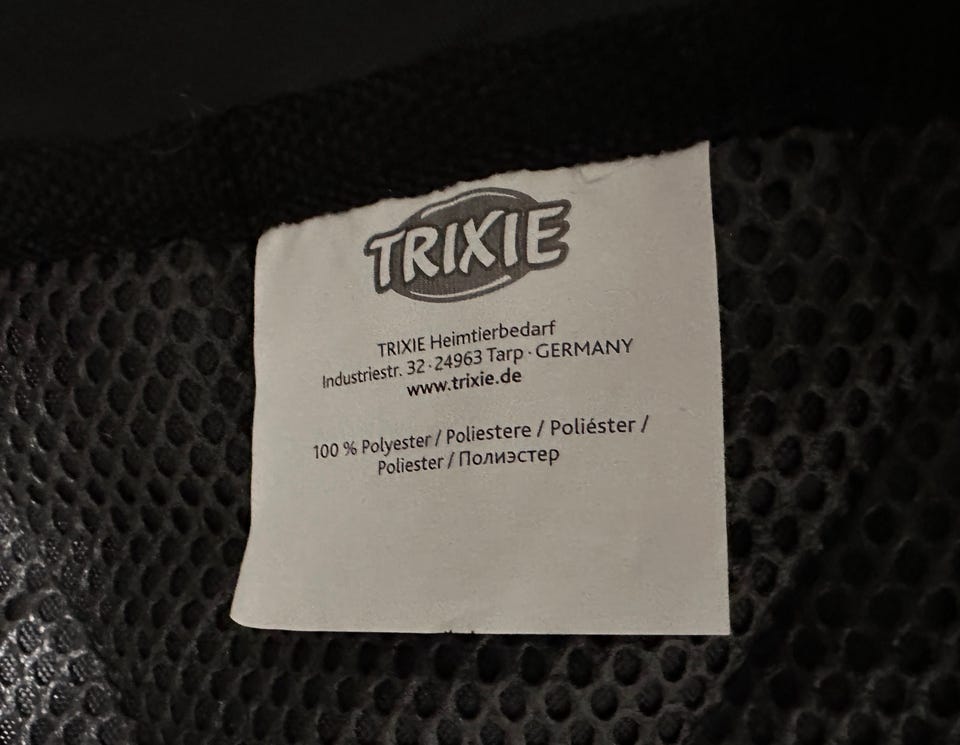 TRIXIE
TRIXIE Heimtierbedarf
Industriestr. 32 · 24963 Tarp · GERMANY
www.trixie.de
100 % Polyester / Poliestere / Poliéster /
Poliester / Полиэстер